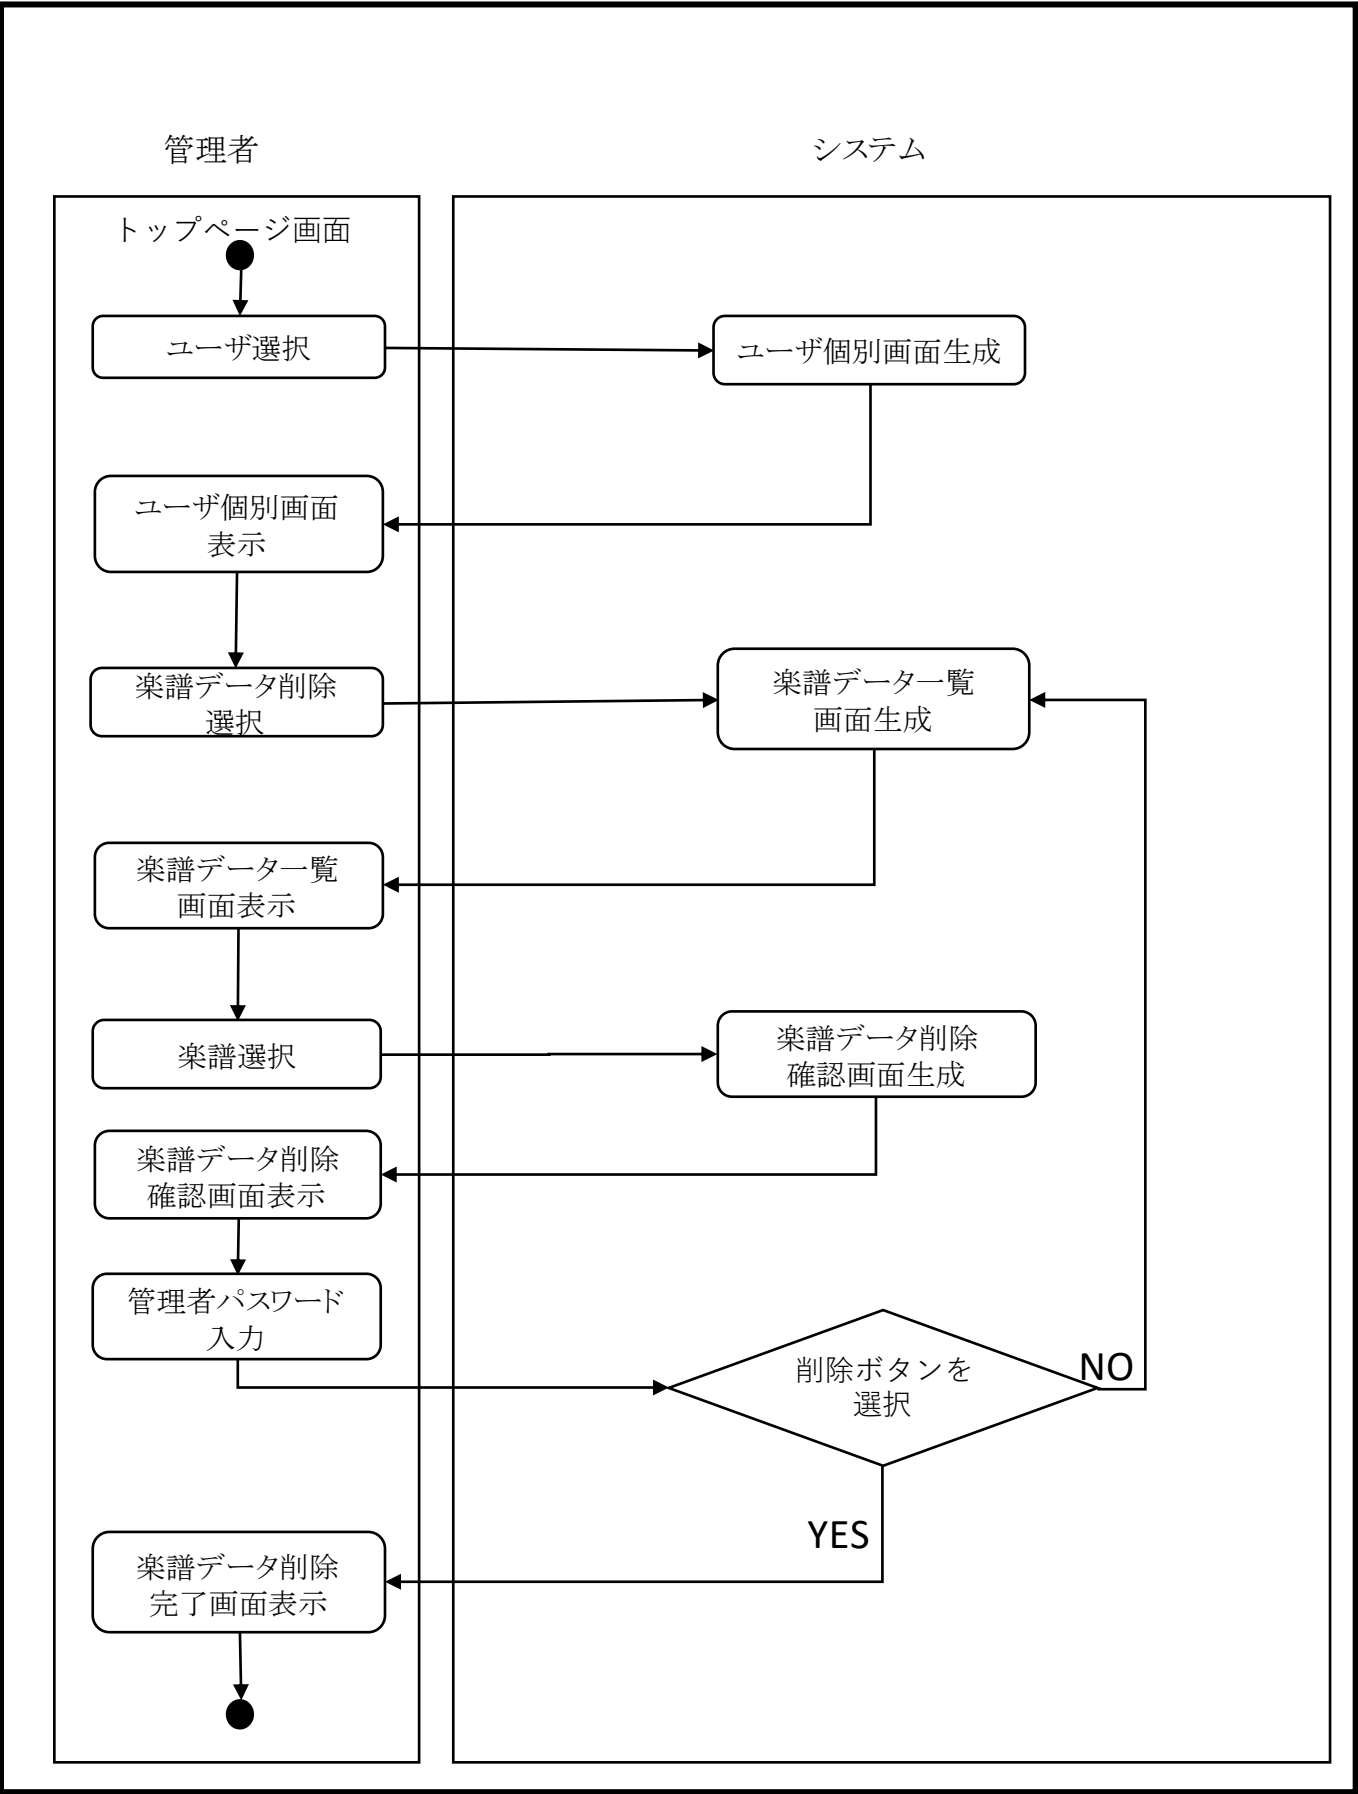 管理者
システム
トップページ画面
ユーザ選択
ユーザ個別画面生成
ユーザ個別画面
表示
楽譜データ削除
選択
楽譜データ一覧
画面生成
楽譜データ一覧
画面表示
楽譜選択
楽譜データ削除
確認画面生成
楽譜データ削除
確認画面表示
管理者パスワード
入力
削除ボタンを
選択
NO
YES
楽譜データ削除
完了画面表示